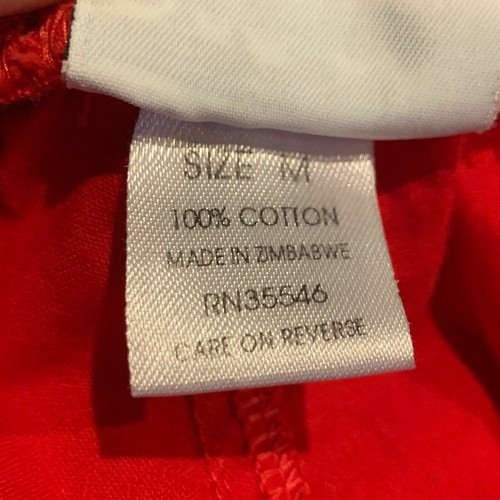 SIZE M
100% COTTON
MADE IN ZIMBABWE
RN35546
CARE ON REVERSE